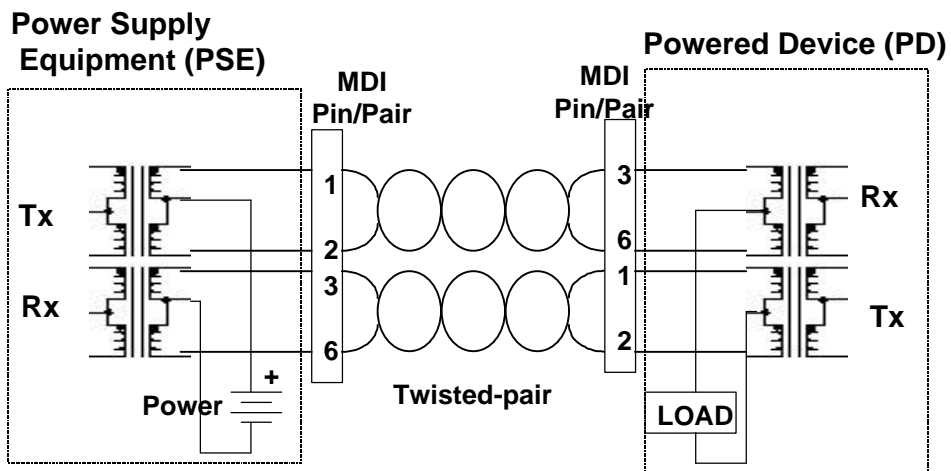 Power Supply
Equipment (PSE)
Powered Device (PD)
MDI
Pin/Pair
MDI
Pin/Pair
Tx
Rx
1
2
3
6
3
6
1
2
Rx
Tx
+
Power
Twisted-pair
LOAD